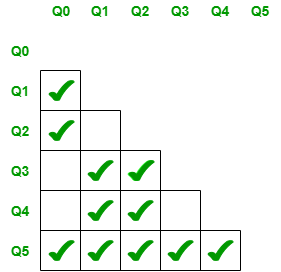 Q0 Q1 Q2 Q3 Q4 Q5
Q0
Q1 ✔
Q2 ✔
Q3 ✔ ✔
Q4 ✔ ✔
Q5 ✔ ✔ ✔ ✔ ✔